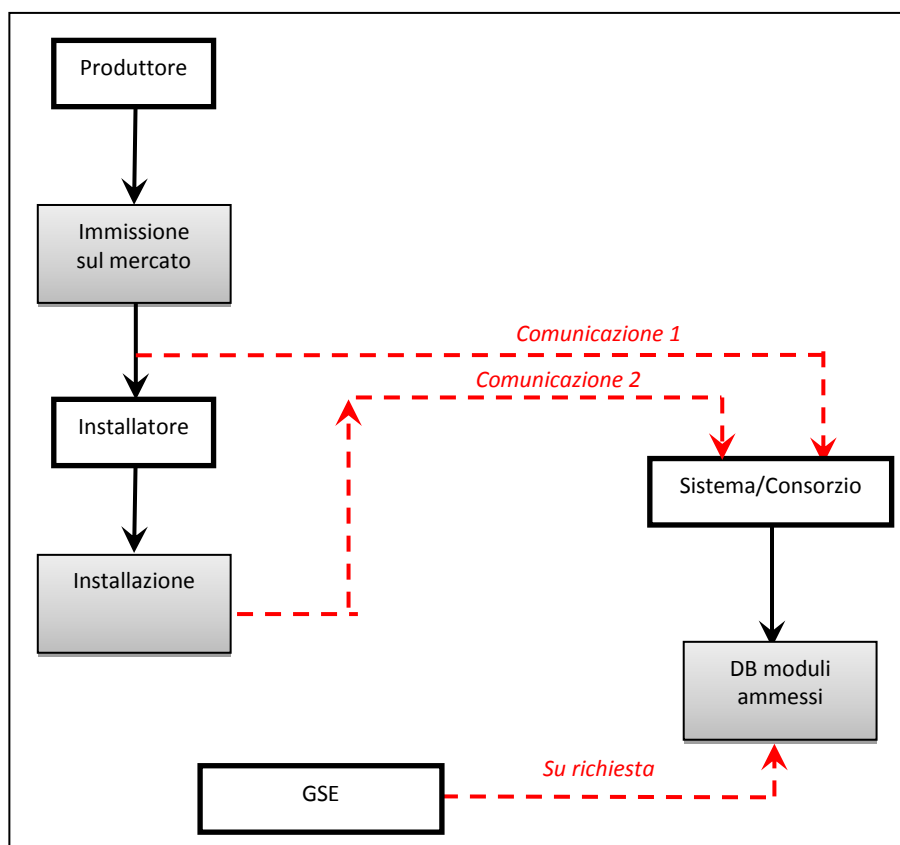 Produttore
Immissione
sul mercato
Comunicazione 1
Comunicazione 2
Installatore
Sistema/Consorzio
Installazione
DB moduli
ammessi
Su richiesta
GSE